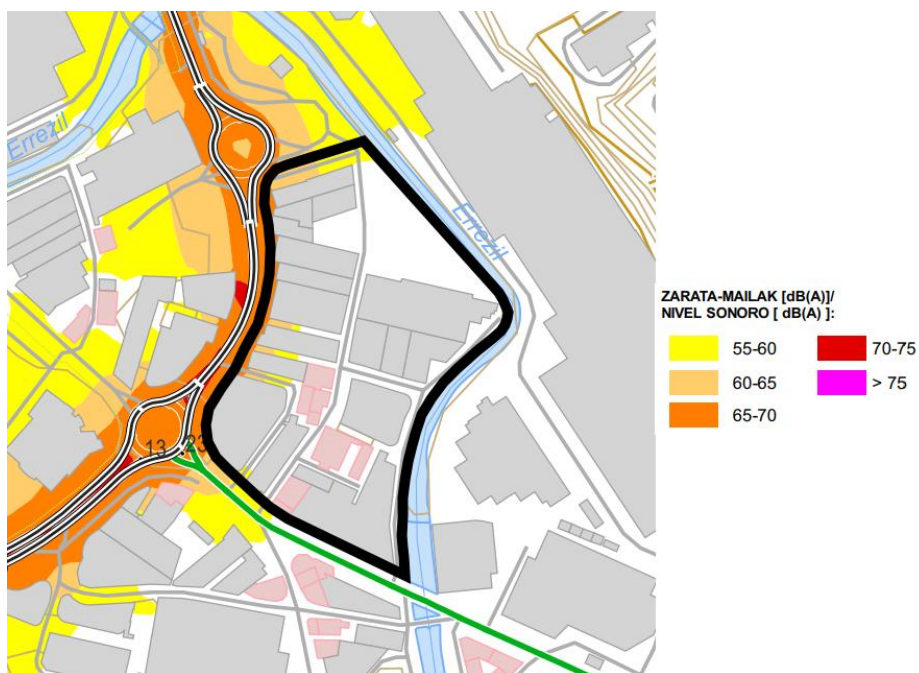 Errezil
Errezil
13
23
ZARATA-MAILAK [dB(A)]/
NIVEL SONORO [ dB(A) ]:
55-60
70-75
60-65
> 75
65-70